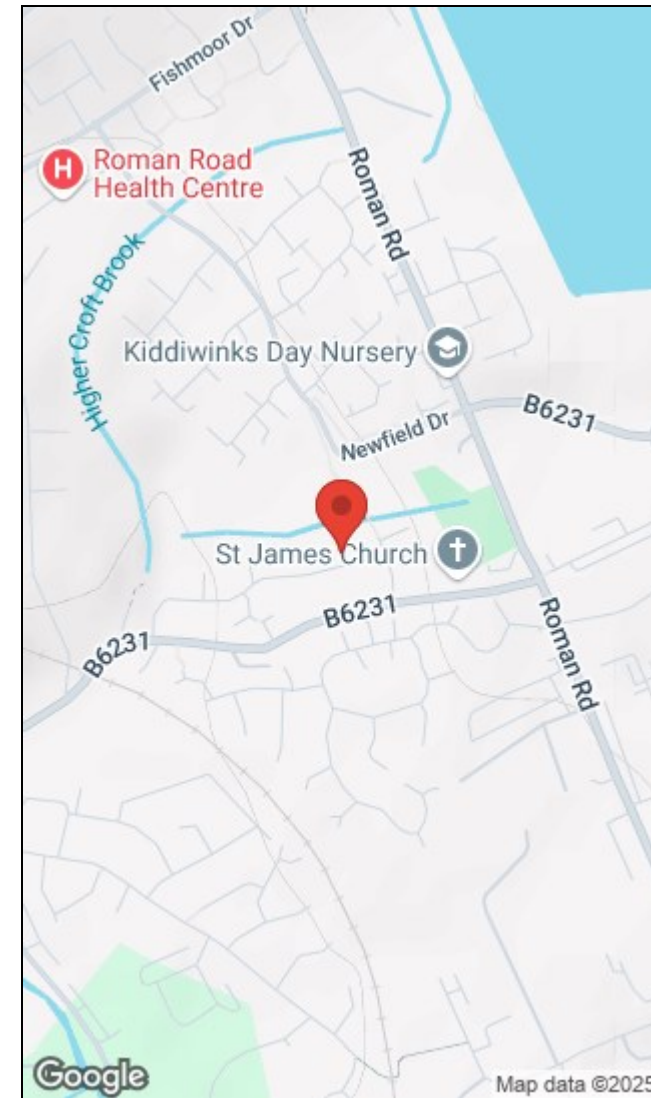 Fishmoor Dr
H
Roman Road
Health Centre
Roman Rd
Higher Croft Brook
Kiddiwinks Day Nursery
B6231
Newfield Dr
St James Church
B6231
B6231
Roman Rd
Google
Map data ©2025